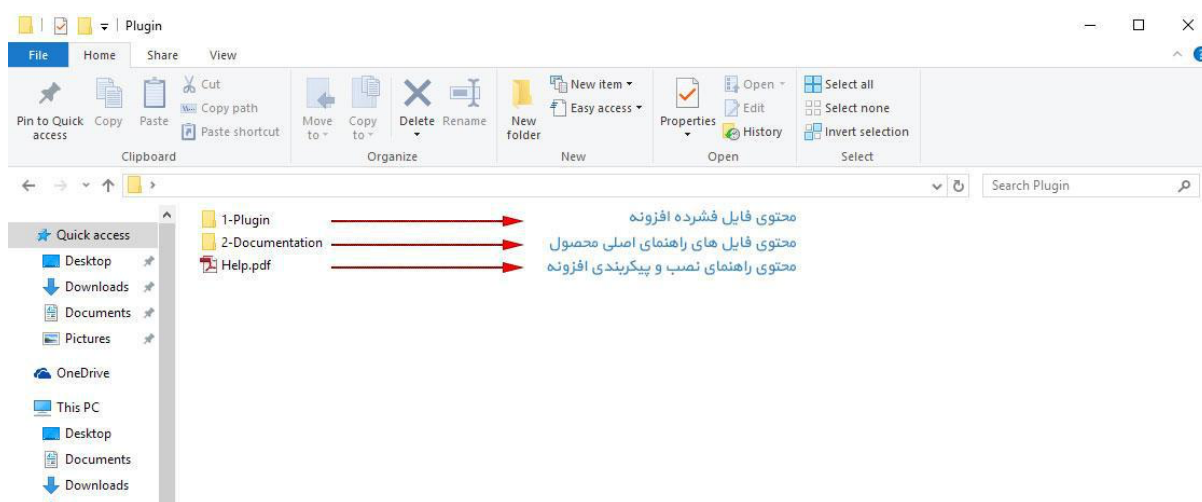 Plugin
File Home Share View
Pin to Quick access
Copy
Paste
Cut
Copy path
Paste shortcut
Clipboard
Move to
Copy to
Delete
Rename
Organize
New folder
New item
Easy access
New
Properties
Open
Edit
History
Open
Select all
Select none
Invert selection
Select
Search Plugin
Quick access
Desktop
Downloads
Documents
Pictures
OneDrive
This PC
Desktop
Documents
Downloads
1-Plugin محتوی فایل فشرده افزونه
2-Documentation محتوی فایل های راهنمای اصلی محصول
Help.pdf محتوی راهنمای نصب و پیکربندی افزونه